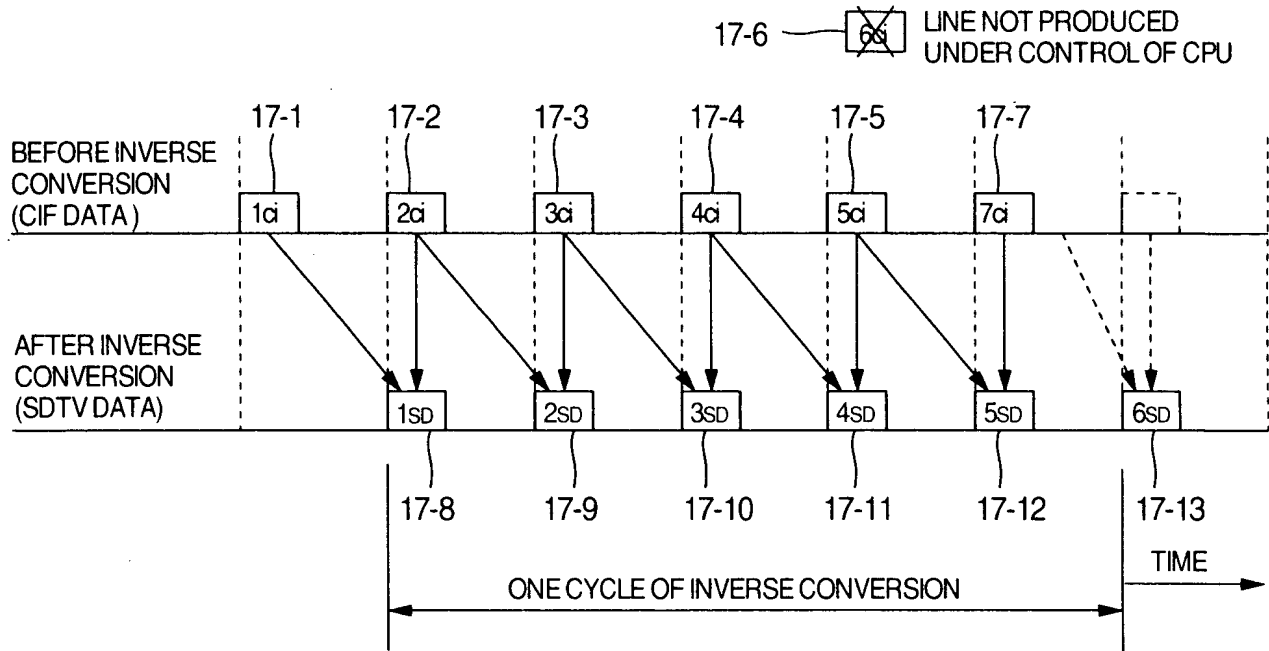 17-6
6ci
LINE NOT PRODUCED
UNDER CONTROL OF CPU
17-1
17-2
17-3
17-4
17-5
17-7
BEFORE INVERSE
CONVERSION
(CIF DATA)
1ci
2ci
3ci
4ci
5ci
7ci
AFTER INVERSE
CONVERSION
(SDTV DATA)
1SD
2SD
3SD
4SD
5SD
6SD
17-8
17-9
17-10
17-11
17-12
17-13
TIME
ONE CYCLE OF INVERSE CONVERSION